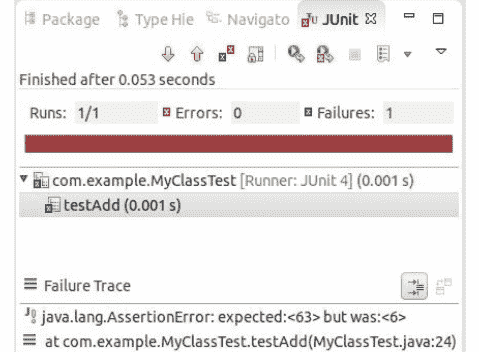 Package Type Hie Navigato JUnit
Finished after 0.053 seconds
Runs: 1/1 Errors: 0 Failures: 1
com.example.MyClassTest [Runner: JUnit 4] (0.001 s)
testAdd (0.001 s)
Failure Trace
java.lang.AssertionError: expected:<63> but was:<6>
at com.example.MyClassTest.testAdd(MyClassTest.java:24)